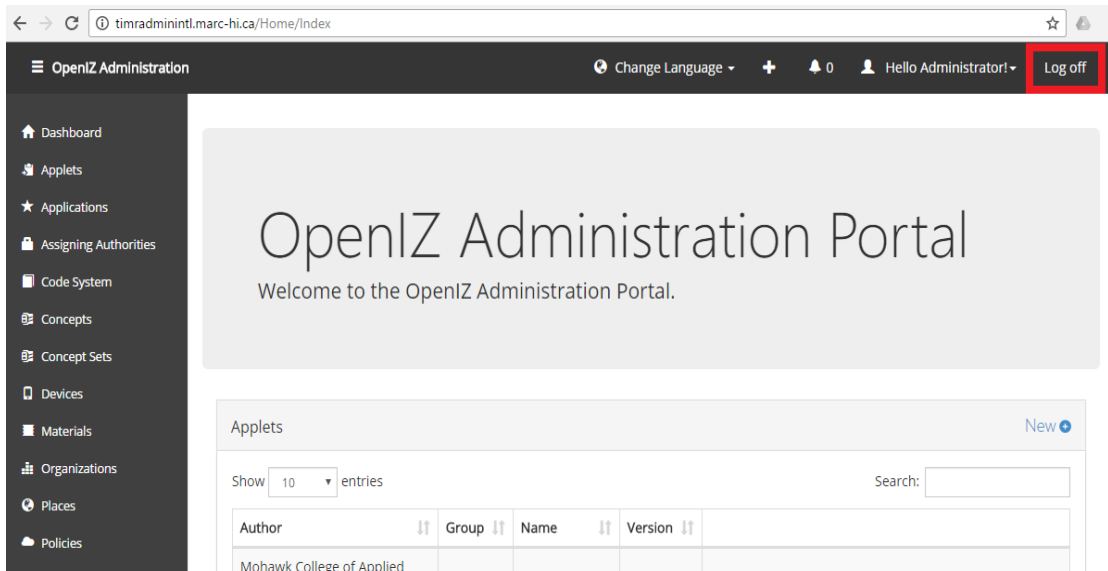 timradminintl.marc-hi.ca/Home/Index
OpenIZ Administration
Change Language
0
Hello Administrator!
Log off
Dashboard
Applets
Applications
Assigning Authorities
Code System
Concepts
Concept Sets
Devices
Materials
Organizations
Places
Policies
OpenIZ Administration Portal
Welcome to the OpenIZ Administration Portal.
Applets
New
Show 10 entries
Search:
Author Group Name Version
Mohawk College of Applied